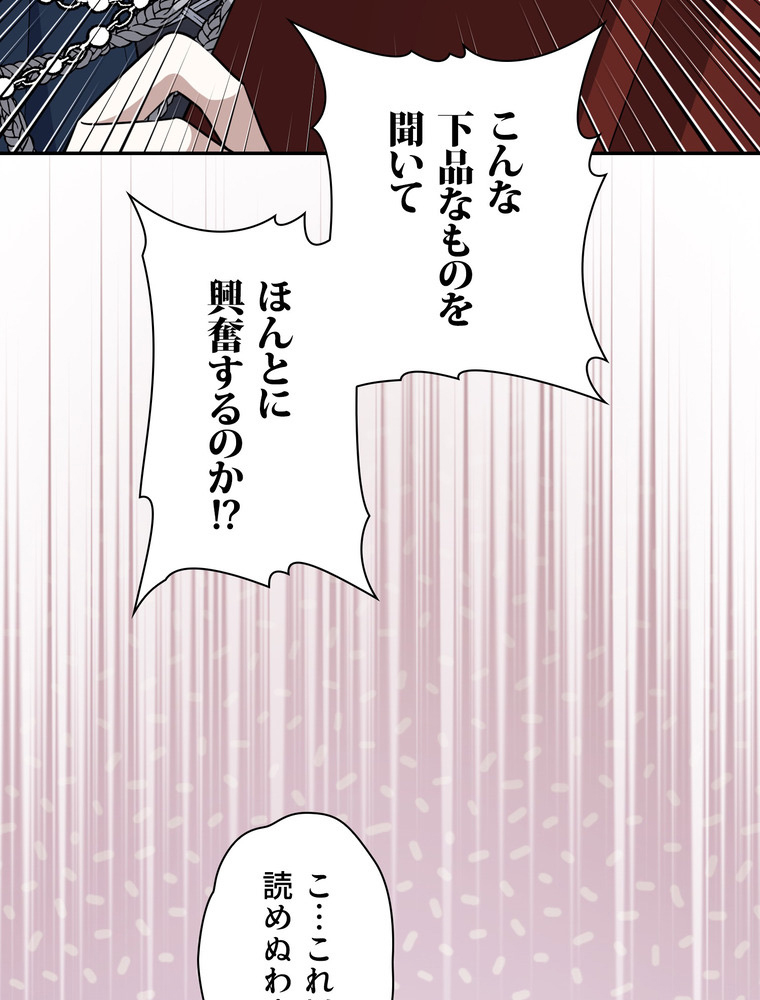 こんな
下品なものを
聞いて
ほんとに
興奮するのか!?
こ…これ
読めぬわ